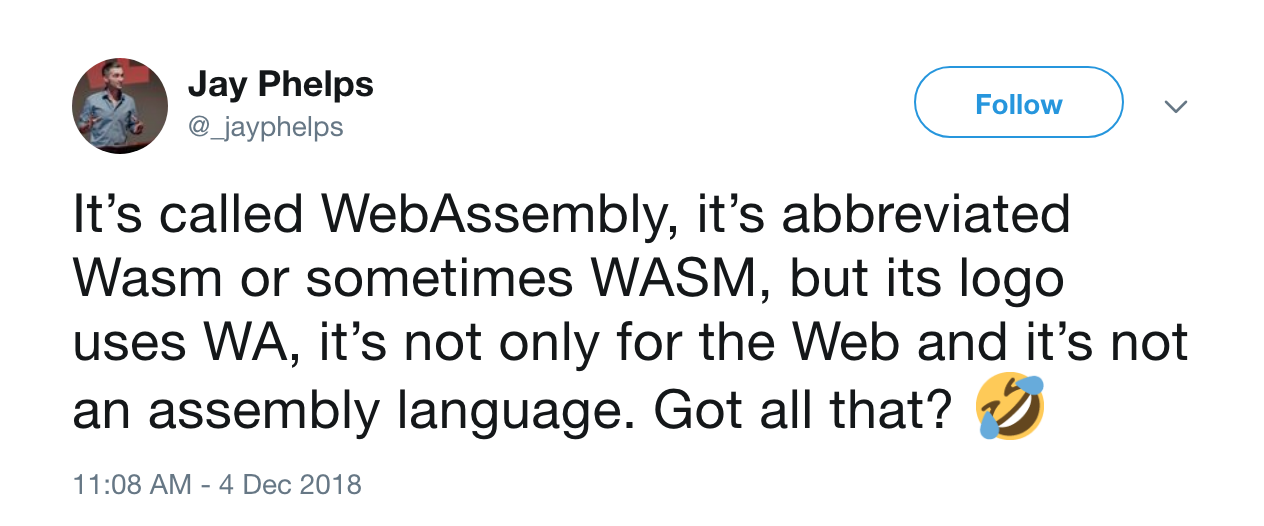 Jay Phelps
@_jayphelps
Follow
It’s called WebAssembly, it’s abbreviated
Wasm or sometimes WASM, but its logo
uses WA, it’s not only for the Web and it’s not
an assembly language. Got all that? 🤣
11:08 AM - 4 Dec 2018